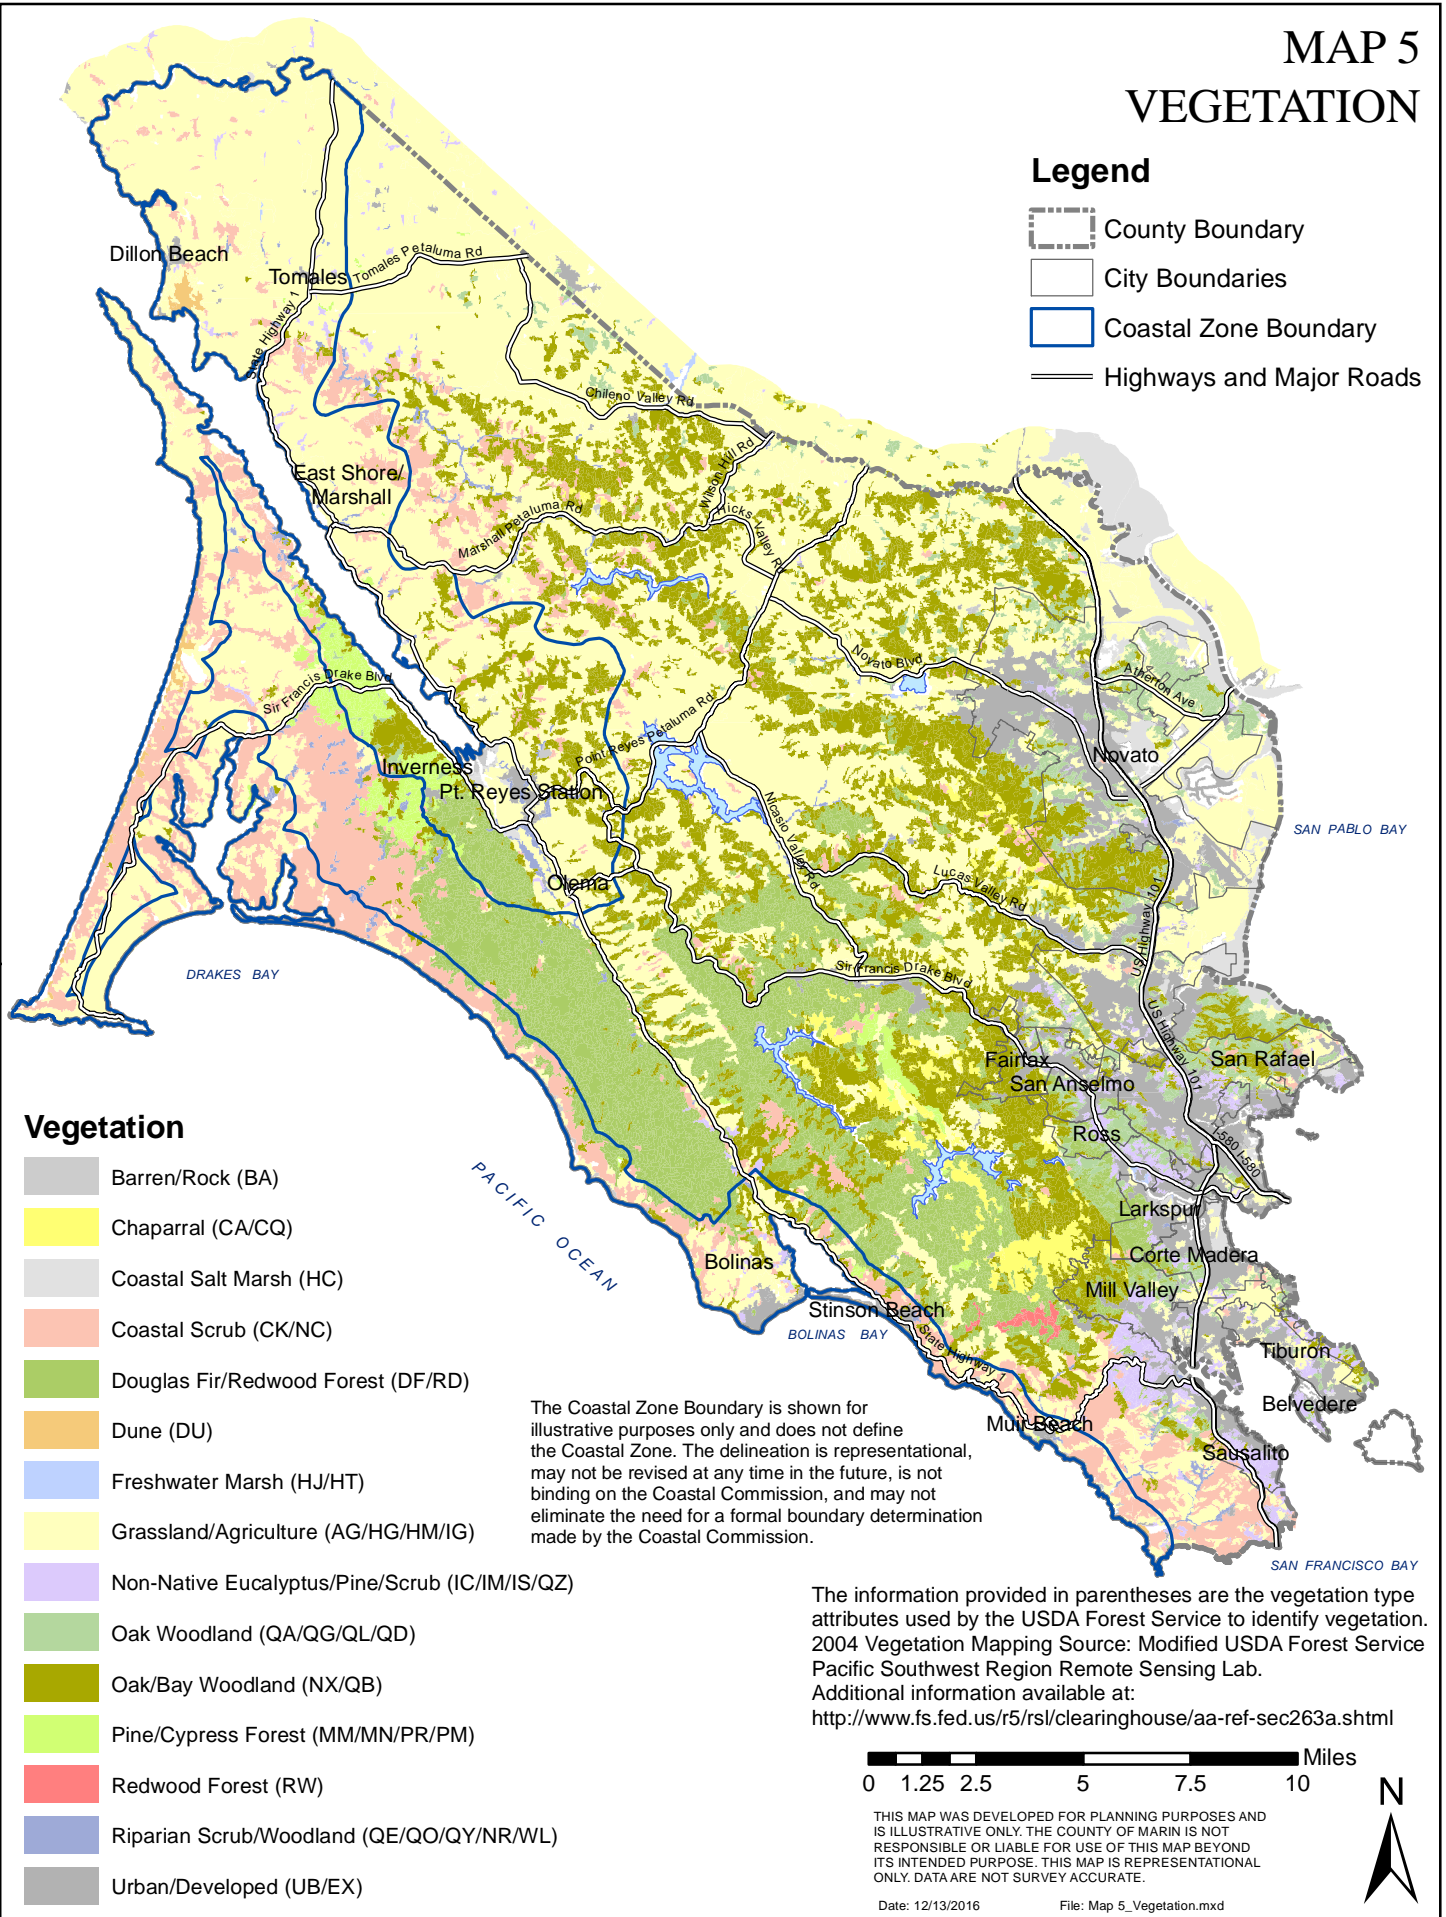 MAP 5
VEGETATION
Legend
County Boundary
City Boundaries
Coastal Zone Boundary
Highways and Major Roads
Dillon Beach
Tomales
Tomales Petaluma Rd
State Highway 1
Chileno Valley Rd
Wilson Hill Rd
East Shore/
Marshall
Marshall Petaluma Rd
Hicks Valley Rd
Novato Blvd
Atherton Ave
Sir Francis Drake Blvd
Point Reyes Petaluma Rd
Novato
Inverness
Pt. Reyes Station
Nicasio Valley Rd
SAN PABLO BAY
Olema
Lucas Valley Rd
US Highway 101
DRAKES BAY
Sir Francis Drake Blvd
US Highway 101
Fairfax
San Rafael
San Anselmo
Ross
I-580 I-580
PACIFIC OCEAN
Larkspur
Bolinas
Corte Madera
Mill Valley
Stinson Beach
BOLINAS BAY
State Highway 1
Tiburon
Belvedere
Muir Beach
Sausalito
SAN FRANCISCO BAY
Vegetation
Barren/Rock (BA)
Chaparral (CA/CQ)
Coastal Salt Marsh (HC)
Coastal Scrub (CK/NC)
Douglas Fir/Redwood Forest (DF/RD)
Dune (DU)
Freshwater Marsh (HJ/HT)
Grassland/Agriculture (AG/HG/HM/IG)
Non-Native Eucalyptus/Pine/Scrub (IC/IM/IS/QZ)
Oak Woodland (QA/QG/QL/QD)
Oak/Bay Woodland (NX/QB)
Pine/Cypress Forest (MM/MN/PR/PM)
Redwood Forest (RW)
Riparian Scrub/Woodland (QE/QO/QY/NR/WL)
Urban/Developed (UB/EX)
The Coastal Zone Boundary is shown for
illustrative purposes only and does not define
the Coastal Zone. The delineation is representational,
may not be revised at any time in the future, is not
binding on the Coastal Commission, and may not
eliminate the need for a formal boundary determination
made by the Coastal Commission.
The information provided in parentheses are the vegetation type
attributes used by the USDA Forest Service to identify vegetation.
2004 Vegetation Mapping Source: Modified USDA Forest Service
Pacific Southwest Region Remote Sensing Lab.
Additional information available at:
http://www.fs.fed.us/r5/rsl/clearinghouse/aa-ref-sec263a.shtml
Miles
0 1.25 2.5 5 7.5 10
N
THIS MAP WAS DEVELOPED FOR PLANNING PURPOSES AND
IS ILLUSTRATIVE ONLY. THE COUNTY OF MARIN IS NOT
RESPONSIBLE OR LIABLE FOR USE OF THIS MAP BEYOND
ITS INTENDED PURPOSE. THIS MAP IS REPRESENTATIONAL
ONLY. DATA ARE NOT SURVEY ACCURATE.
Date: 12/13/2016 File: Map 5_Vegetation.mxd